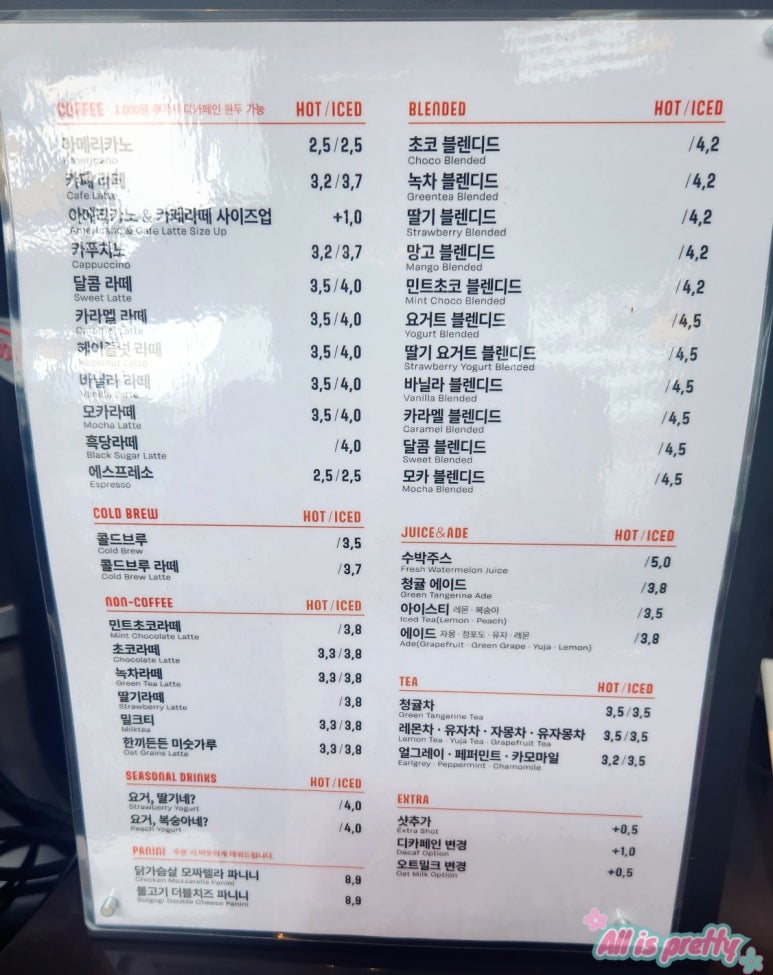 COFFEE 1,000원 추가시 디카페인 원두 가능 HOT/ICED
아메리카노 2,5/2,5
Americano
카페 라떼 3,2/3,7
Cafe Latte
아메리카노 & 카페라떼 사이즈업 +1,0
Americano & Cafe Latte Size Up
카푸치노 3,2/3,7
Cappuccino
달콤 라떼 3,5/4,0
Sweet Latte
카라멜 라떼 3,5/4,0
Caramel Latte
헤이즐넛 라떼 3,5/4,0
Hazelnut Latte
바닐라 라떼 3,5/4,0
Vanilla Latte
모카라떼 3,5/4,0
Mocha Latte
흑당라떼 /4,0
Black Sugar Latte
에스프레소 2,5/2,5
Espresso
COLD BREW HOT/ICED
콜드브루 /3,5
Cold Brew
콜드브루 라떼 /3,7
Cold Brew Latte
NON-COFFEE HOT/ICED
민트초코라떼 /3,8
Mint Chocolate Latte
초코라떼 3,3/3,8
Chocolate Latte
녹차라떼 3,3/3,8
Green Tea Latte
딸기라떼 /3,8
Strawberry Latte
밀크티 3,3/3,8
Milktea
한끼든든 미숫가루 3,3/3,8
Oat Grains Latte
SEASONAL DRINKS HOT/ICED
요거, 딸기네? /4,0
Strawberry Yogurt
요거, 복숭아네? /4,0
Peach Yogurt
PANINI 주문 시 따뜻하게 데워드립니다.
닭가슴살 모짜렐라 파니니 8,9
Chicken Mozzarella Panini
불고기 더블치즈 파니니 8,9
Bulgogi Double Cheese Panini
BLENDED HOT/ICED
초코 블렌디드 /4,2
Choco Blended
녹차 블렌디드 /4,2
Greentea Blended
딸기 블렌디드 /4,2
Strawberry Blended
망고 블렌디드 /4,2
Mango Blended
민트초코 블렌디드 /4,2
Mint Choco Blended
요거트 블렌디드 /4,5
Yogurt Blended
딸기 요거트 블렌디드 /4,5
Strawberry Yogurt Blended
바닐라 블렌디드 /4,5
Vanilla Blended
카라멜 블렌디드 /4,5
Caramel Blended
달콤 블렌디드 /4,5
Sweet Blended
모카 블렌디드 /4,5
Mocha Blended
JUICE&ADE HOT/ICED
수박주스 /5,0
Fresh Watermelon Juice
청귤 에이드 /3,8
Green Tangerine Ade
아이스티 레몬 · 복숭아 /3,5
Iced Tea(Lemon · Peach)
에이드 자몽 · 청포도 · 유자 · 레몬 /3,8
Ade(Grapefruit · Green Grape · Yuja · Lemon)
TEA HOT/ICED
청귤차 3,5/3,5
Green Tangerine Tea
레몬차 · 유자차 · 자몽차 · 유자몽차 3,5/3,5
Lemon Tea · Yuja Tea · Grapefruit Tea
얼그레이 · 페퍼민트 · 카모마일 3,2/3,5
Earlgrey · Peppermint · Chamomile
EXTRA
샷추가 +0,5
Extra Shot
디카페인 변경 +1,0
Decaf Option
오트밀크 변경 +0,5
Oat Milk Option
All is pretty